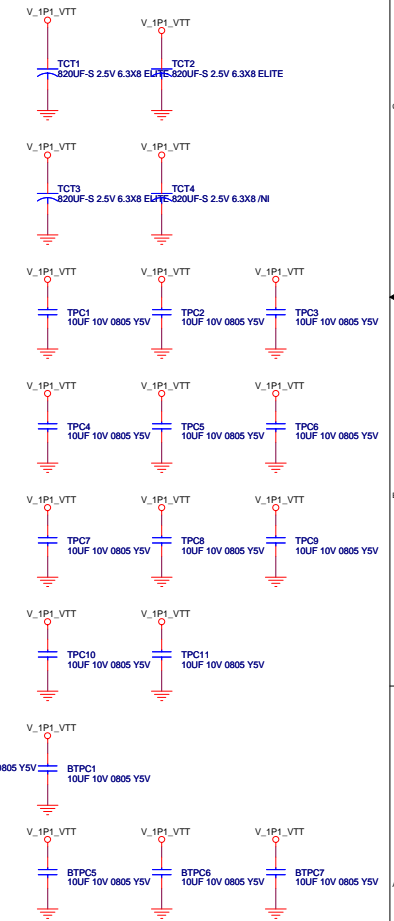 V_1P1_VTT
V_1P1_VTT
TCT1
820UF-S 2.5V 6.3X8 ELITE
TCT2
820UF-S 2.5V 6.3X8 ELITE
V_1P1_VTT
V_1P1_VTT
TCT3
820UF-S 2.5V 6.3X8 ELITE
TCT4
820UF-S 2.5V 6.3X8 /NI
V_1P1_VTT
V_1P1_VTT
V_1P1_VTT
TPC1
10UF 10V 0805 Y5V
TPC2
10UF 10V 0805 Y5V
TPC3
10UF 10V 0805 Y5V
V_1P1_VTT
V_1P1_VTT
V_1P1_VTT
TPC4
10UF 10V 0805 Y5V
TPC5
10UF 10V 0805 Y5V
TPC6
10UF 10V 0805 Y5V
V_1P1_VTT
V_1P1_VTT
V_1P1_VTT
TPC7
10UF 10V 0805 Y5V
TPC8
10UF 10V 0805 Y5V
TPC9
10UF 10V 0805 Y5V
V_1P1_VTT
V_1P1_VTT
TPC10
10UF 10V 0805 Y5V
TPC11
10UF 10V 0805 Y5V
V_1P1_VTT
0805 Y5V
BTPC1
10UF 10V 0805 Y5V
V_1P1_VTT
V_1P1_VTT
V_1P1_VTT
BTPC5
10UF 10V 0805 Y5V
BTPC6
10UF 10V 0805 Y5V
BTPC7
10UF 10V 0805 Y5V